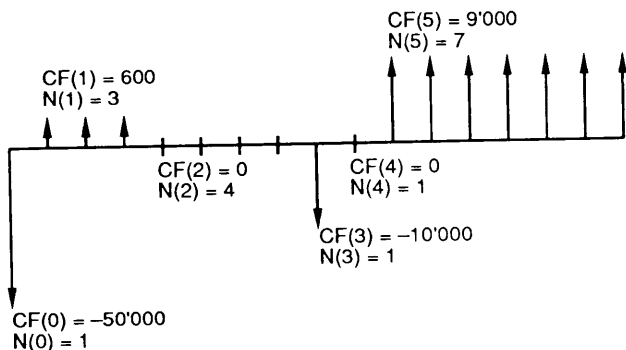 CF(5) = 9'000
N(5) = 7
CF(1) = 600
N(1) = 3
CF(2) = 0
N(2) = 4
CF(4) = 0
N(4) = 1
CF(3) = –10'000
N(3) = 1
CF(0) = –50'000
N(0) = 1